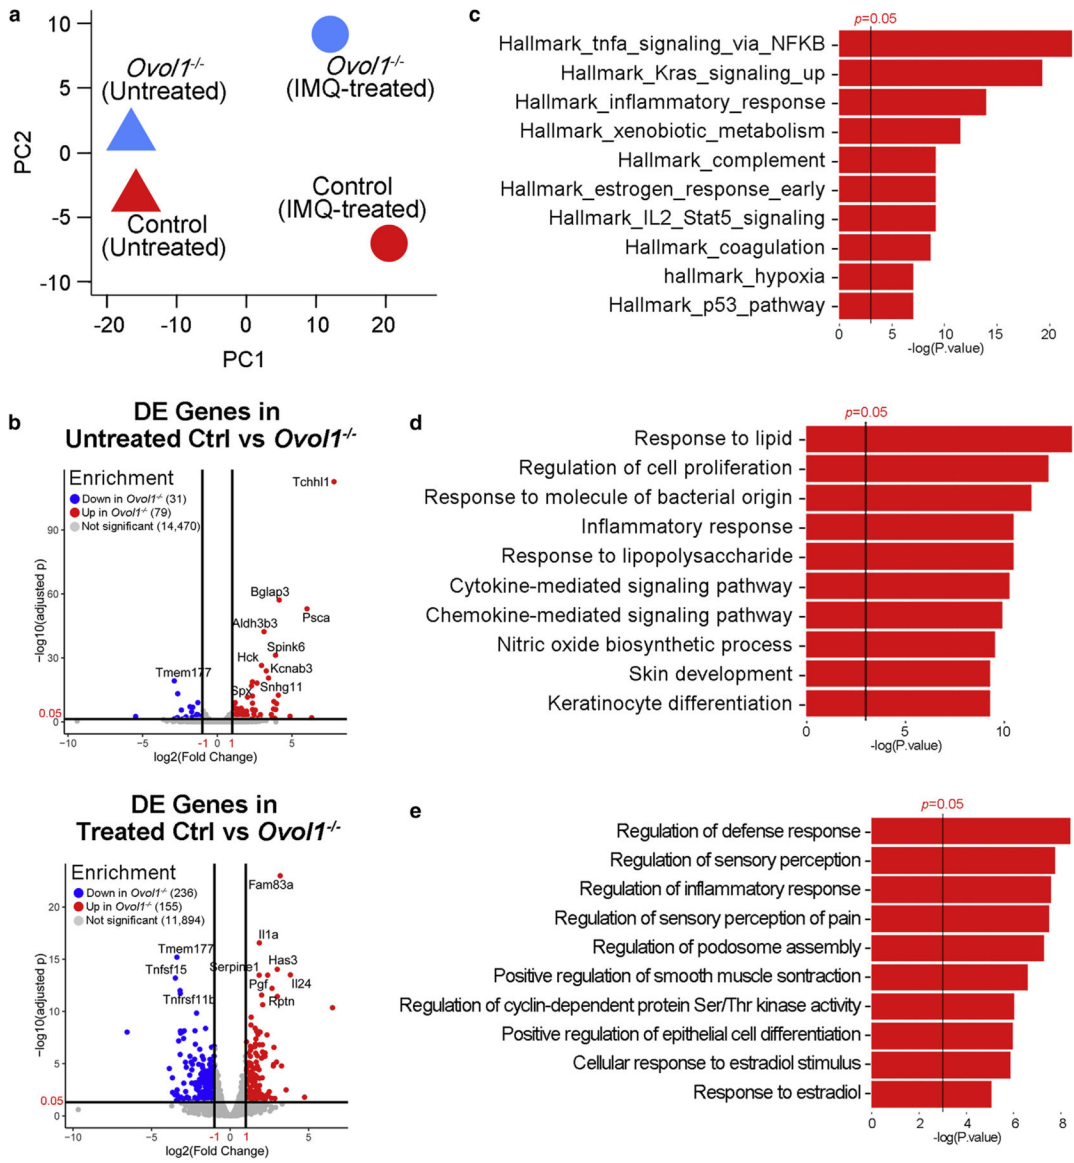 a
10
5
0
-5
-10
PC2
Ovol1-/-
(Untreated)
Ovol1-/-
(IMQ-treated)
Control
(Untreated)
Control
(IMQ-treated)
-20
-10
0
10
20
PC1
b
DE Genes in
Untreated Ctrl vs Ovol1-/-
Enrichment
Down in Ovol1-/- (31)
Up in Ovol1-/- (79)
Not significant (14,470)
Tchhl1
Bglap3
Psca
Aldh3b3
Spink6
Hck
Kcnab3
Tmem177
Spx
Snhg11
90
60
30
0.05
0
−log10(adjusted p)
−10
−5
-1
0
1
5
log2(Fold Change)
DE Genes in
Treated Ctrl vs Ovol1-/-
Enrichment
Down in Ovol1-/- (236)
Up in Ovol1-/- (155)
Not significant (11,894)
Fam83a
Il1a
Tmem177
Has3
Serpine1
Tnfsf15
Il24
Pgf
Tnfrsf11b
Rptn
20
15
10
5
0.05
0
−log10(adjusted p)
−10
−5
-1
0
1
5
log2(Fold Change)
c
p=0.05
Hallmark_tnfa_signaling_via_NFKB
Hallmark_Kras_signaling_up
Hallmark_inflammatory_response
Hallmark_xenobiotic_metabolism
Hallmark_complement
Hallmark_estrogen_response_early
Hallmark_IL2_Stat5_signaling
Hallmark_coagulation
hallmark_hypoxia
Hallmark_p53_pathway
0
5
10
15
20
-log(P.value)
d
p=0.05
Response to lipid
Regulation of cell proliferation
Response to molecule of bacterial origin
Inflammatory response
Response to lipopolysaccharide
Cytokine-mediated signaling pathway
Chemokine-mediated signaling pathway
Nitric oxide biosynthetic process
Skin development
Keratinocyte differentiation
0
5
10
-log(P.value)
e
p=0.05
Regulation of defense response
Regulation of sensory perception
Regulation of inflammatory response
Regulation of sensory perception of pain
Regulation of podosome assembly
Positive regulation of smooth muscle sontraction
Regulation of cyclin-dependent protein Ser/Thr kinase activity
Positive regulation of epithelial cell differentiation
Cellular response to estradiol stimulus
Response to estradiol
0
2
4
6
8
-log(P.value)